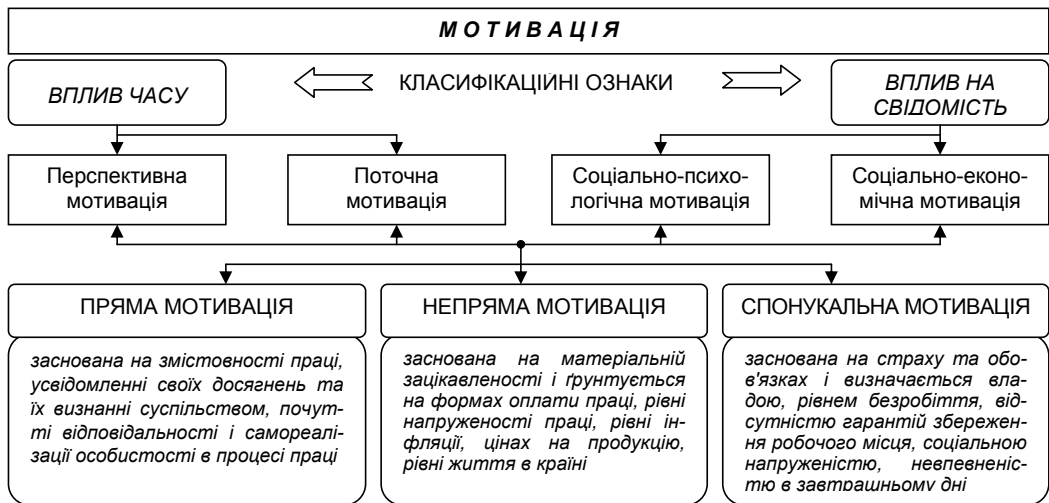 МОТИВАЦІЯ
ВПЛИВ ЧАСУ
КЛАСИФІКАЦІЙНІ ОЗНАКИ
ВПЛИВ НА
СВІДОМІСТЬ
Перспективна
мотивація
Поточна
мотивація
Соціально-психо-
логічна мотивація
Соціально-еконо-
мічна мотивація
ПРЯМА МОТИВАЦІЯ
НЕПРЯМА МОТИВАЦІЯ
СПОНУКАЛЬНА МОТИВАЦІЯ
заснована на змістовності праці,
усвідомленні своїх досягнень та
їх визнанні суспільством, почут-
ті відповідальності і самореалі-
зації особистості в процесі праці
заснована на матеріальній
зацікавленості і ґрунтується
на формах оплати праці, рівні
напруженості праці, рівні ін-
фляції, цінах на продукцію,
рівні життя в країні
заснована на страху та обо-
в'язках і визначається вла-
дою, рівнем безробіття, від-
сутністю гарантій збережен-
ня робочого місця, соціальною
напруженістю, невпевненіс-
тю в завтрашньому дні